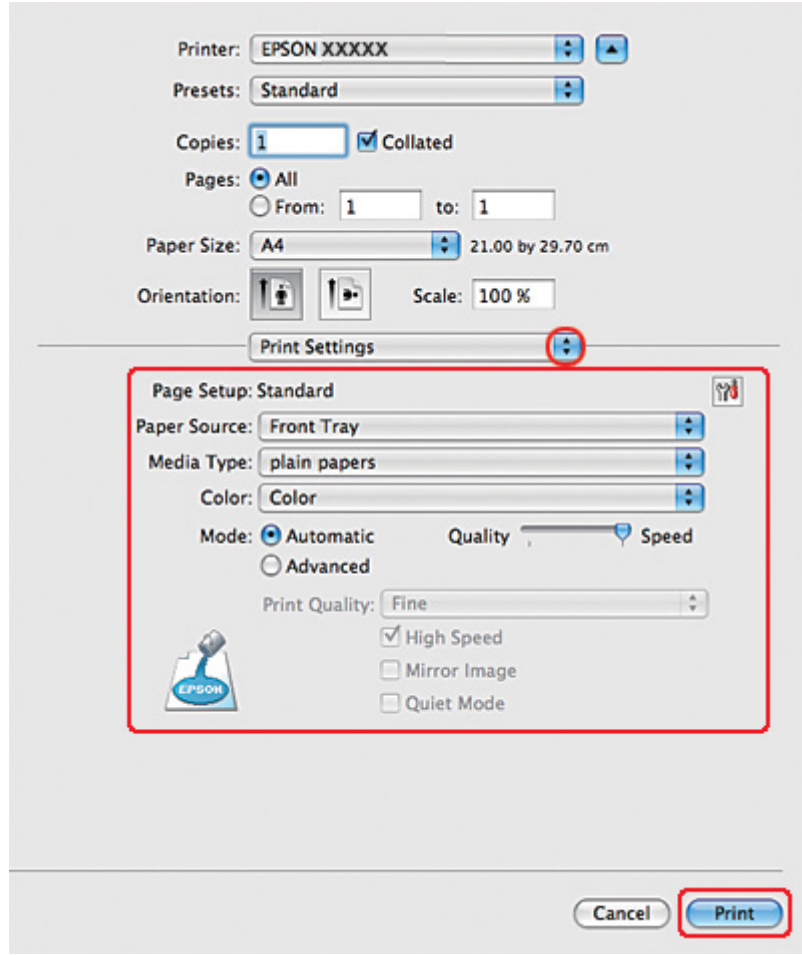 Printer: EPSON XXXXX
Presets: Standard
Copies: 1 Collated
Pages: All
From: 1 to: 1
Paper Size: A4 21.00 by 29.70 cm
Orientation: Scale: 100 %
Print Settings
Page Setup: Standard
Paper Source: Front Tray
Media Type: plain papers
Color: Color
Mode: Automatic Quality Speed
Advanced
Print Quality: Fine
High Speed
Mirror Image
EPSON
Quiet Mode
Cancel Print